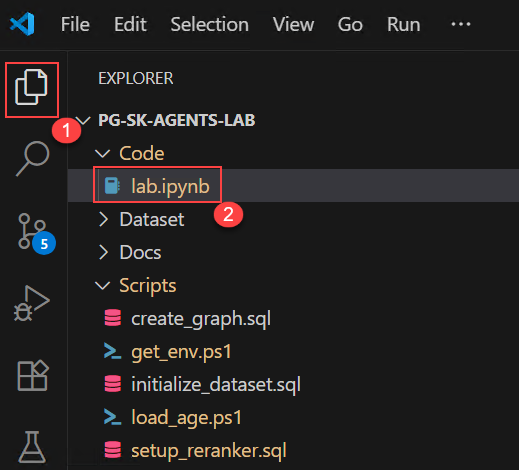 File Edit Selection View Go Run ...
EXPLORER
1
PG-SK-AGENTS-LAB
Code
lab.ipynb
2
Dataset
5
Docs
Scripts
create_graph.sql
get_env.ps1
initialize_dataset.sql
load_age.ps1
setup_reranker.sql